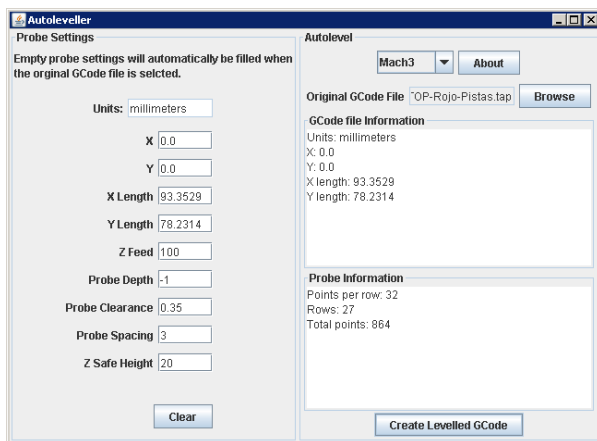 Autoleveller
Probe Settings
Empty probe settings will automatically be filled when
the orginal GCode file is selcted.
Units: millimeters
X 0.0
Y 0.0
X Length 93.3529
Y Length 78.2314
Z Feed 100
Probe Depth -1
Probe Clearance 0.35
Probe Spacing 3
Z Safe Height 20
Clear
Autolevel
Mach3 About
Original GCode File OP-Rojo-Pistas.tap Browse
GCode file Information
Units: millimeters
X: 0.0
Y: 0.0
X length: 93.3529
Y length: 78.2314
Probe Information
Points per row: 32
Rows: 27
Total points: 864
Create Levelled GCode